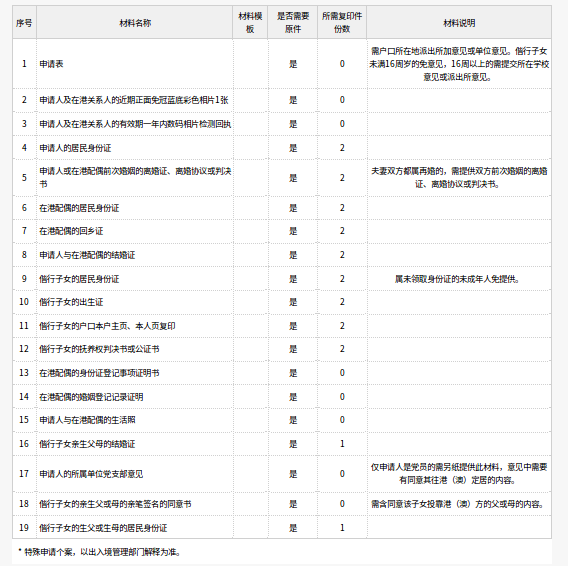 序号 材料名称 材料模板 是否需要原件 所需复印件份数 材料说明
1 申请表 是 0 需户口所在地派出所加意见或单位意见。偕行子女
未满16周岁的免意见，16周以上的需提交所在学校
意见或派出所意见。
2 申请人及在港关系人的近期正面免冠蓝底彩色相片1张 是 0
3 申请人及在港关系人的有效期一年内数码相片检测回执 是 0
4 申请人的居民身份证 是 2
5 申请人或在港配偶前次婚姻的离婚证、离婚协议或判决
书 是 2 夫妻双方都属再婚的，需提供双方前次婚姻的离婚
证、离婚协议或判决书。
6 在港配偶的居民身份证 是 2
7 在港配偶的回乡证 是 2
8 申请人与在港配偶的结婚证 是 2
9 偕行子女的居民身份证 是 2 属未领取身份证的未成年人免提供。
10 偕行子女的出生证 是 2
11 偕行子女的户口本户主页、本人页复印 是 2
12 偕行子女的抚养权判决书或公证书 是 2
13 在港配偶的身份证登记事项证明书 是 0
14 在港配偶的婚姻登记记录证明 是 0
15 申请人与在港配偶的生活照 是 0
16 偕行子女亲生父母的结婚证 是 1
17 申请人的所属单位党支部意见 是 0 仅申请人是党员的需另纸提供此材料，意见中需要
有同意其往港（澳）定居的内容。
18 偕行子女的亲生父或母的亲笔签名的同意书 是 0 需含同意该子女投靠港（澳）方的父或母的内容。
19 偕行子女的生父或生母的居民身份证 是 1
* 特殊申请个案，以出入境管理部门解释为准。